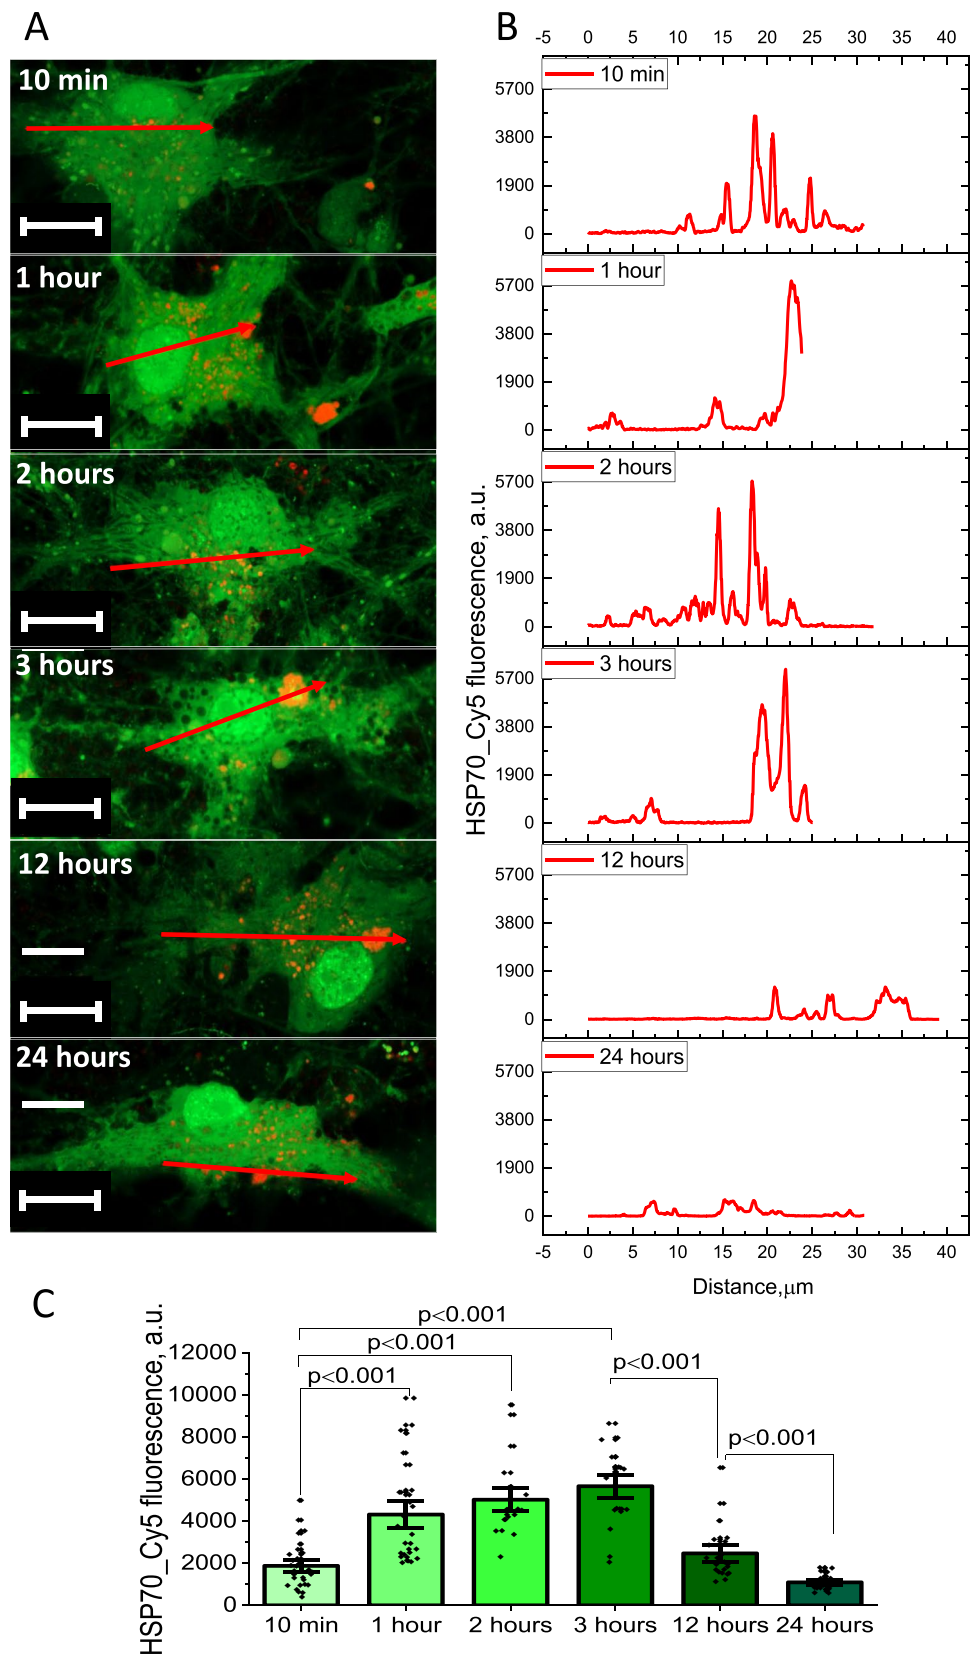 A
10 min
1 hour
2 hours
3 hours
12 hours
24 hours
B
-5 0 5 10 15 20 25 30 35 40
10 min
5700
3800
1900
0
1 hour
5700
3800
1900
0
2 hours
5700
3800
1900
0
3 hours
5700
3800
1900
0
12 hours
5700
3800
1900
0
24 hours
5700
3800
1900
0
-5 0 5 10 15 20 25 30 35 40
HSP70_Cy5 fluorescence, a.u.
Distance,μm
C
HSP70_Cy5 fluorescence, a.u.
p<0.001
p<0.001
p<0.001
p<0.001
p<0.001
12000
10000
8000
6000
4000
2000
0
10 min 1 hour 2 hours 3 hours 12 hours 24 hours